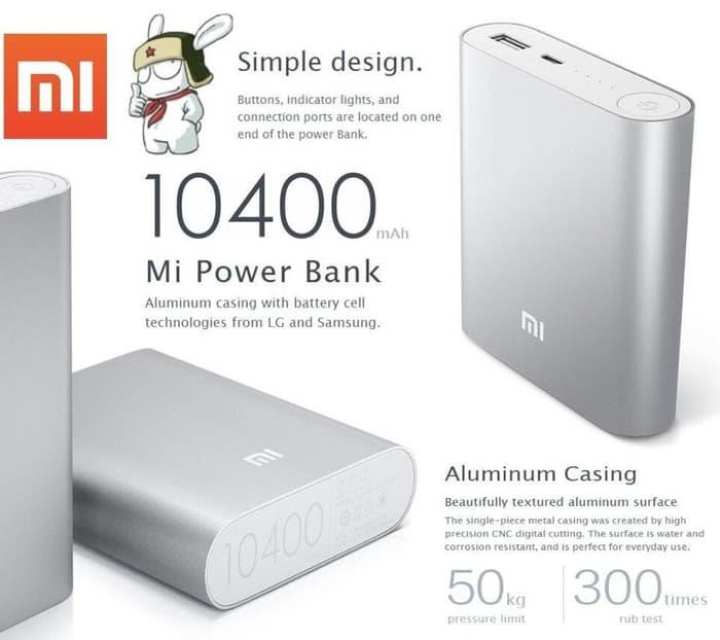 mi
Simple design.
Buttons, indicator lights, and
connection ports are located on one
end of the power Bank.
10400 mAh
Mi Power Bank
Aluminum casing with battery cell
technologies from LG and Samsung.
mi
mi
10400
Aluminum Casing
Beautifully textured aluminum surface
The single-piece metal casing was created by high
precision CNC digital cutting. The surface is water and
corrosion resistant, and is perfect for everyday use.
50kg
pressure limit
300times
rub test